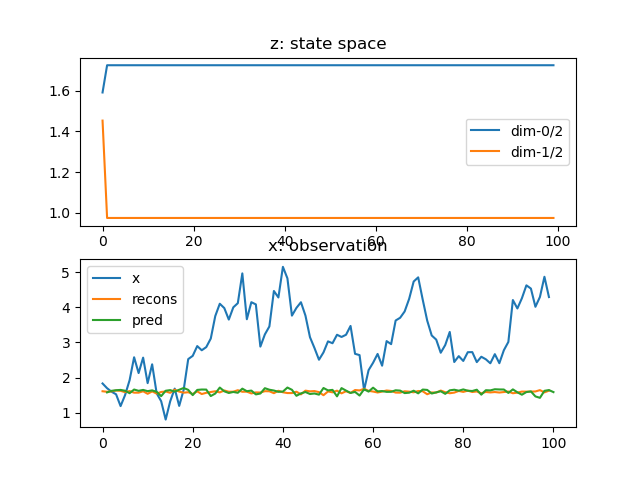 z: state space
1.6
1.4
1.2
1.0
dim-0/2
dim-1/2
0 20 40 60 80 100
x: observation
5
4
3
2
1
x
recons
pred
0 20 40 60 80 100